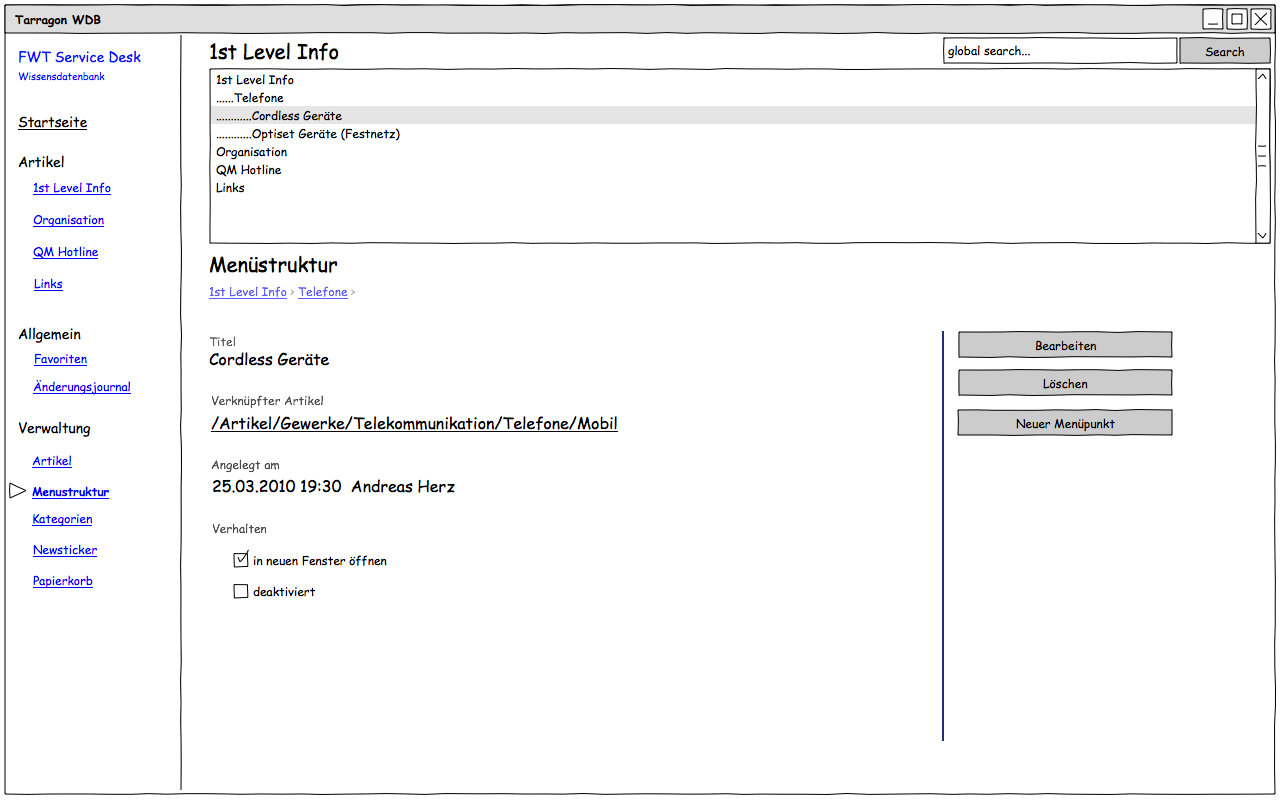 Tarragon WDB
FWT Service Desk
Wissensdatenbank
Startseite
Artikel
1st Level Info
Organisation
QM Hotline
Links
Allgemein
Favoriten
Änderungsjournal
Verwaltung
Artikel
Menustruktur
Kategorien
Newsticker
Papierkorb
1st Level Info
global search...
Search
1st Level Info
......Telefone
............Cordless Geräte
............Optiset Geräte (Festnetz)
Organisation
QM Hotline
Links
Menüstruktur
1st Level Info > Telefone >
Titel
Cordless Geräte
Verknüpfter Artikel
/Artikel/Gewerke/Telekommunikation/Telefone/Mobil
Angelegt am
25.03.2010 19:30 Andreas Herz
Verhalten
in neuen Fenster öffnen
deaktiviert
Bearbeiten
Löschen
Neuer Menüpunkt